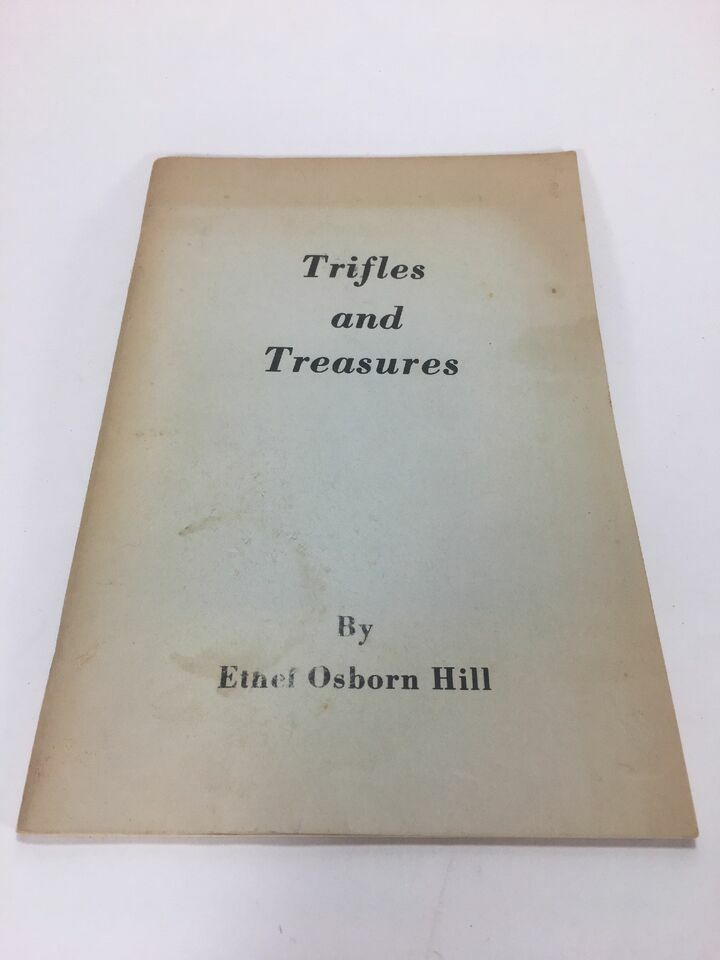 Trifles
and
Treasures
By
Ethel Osborn Hill